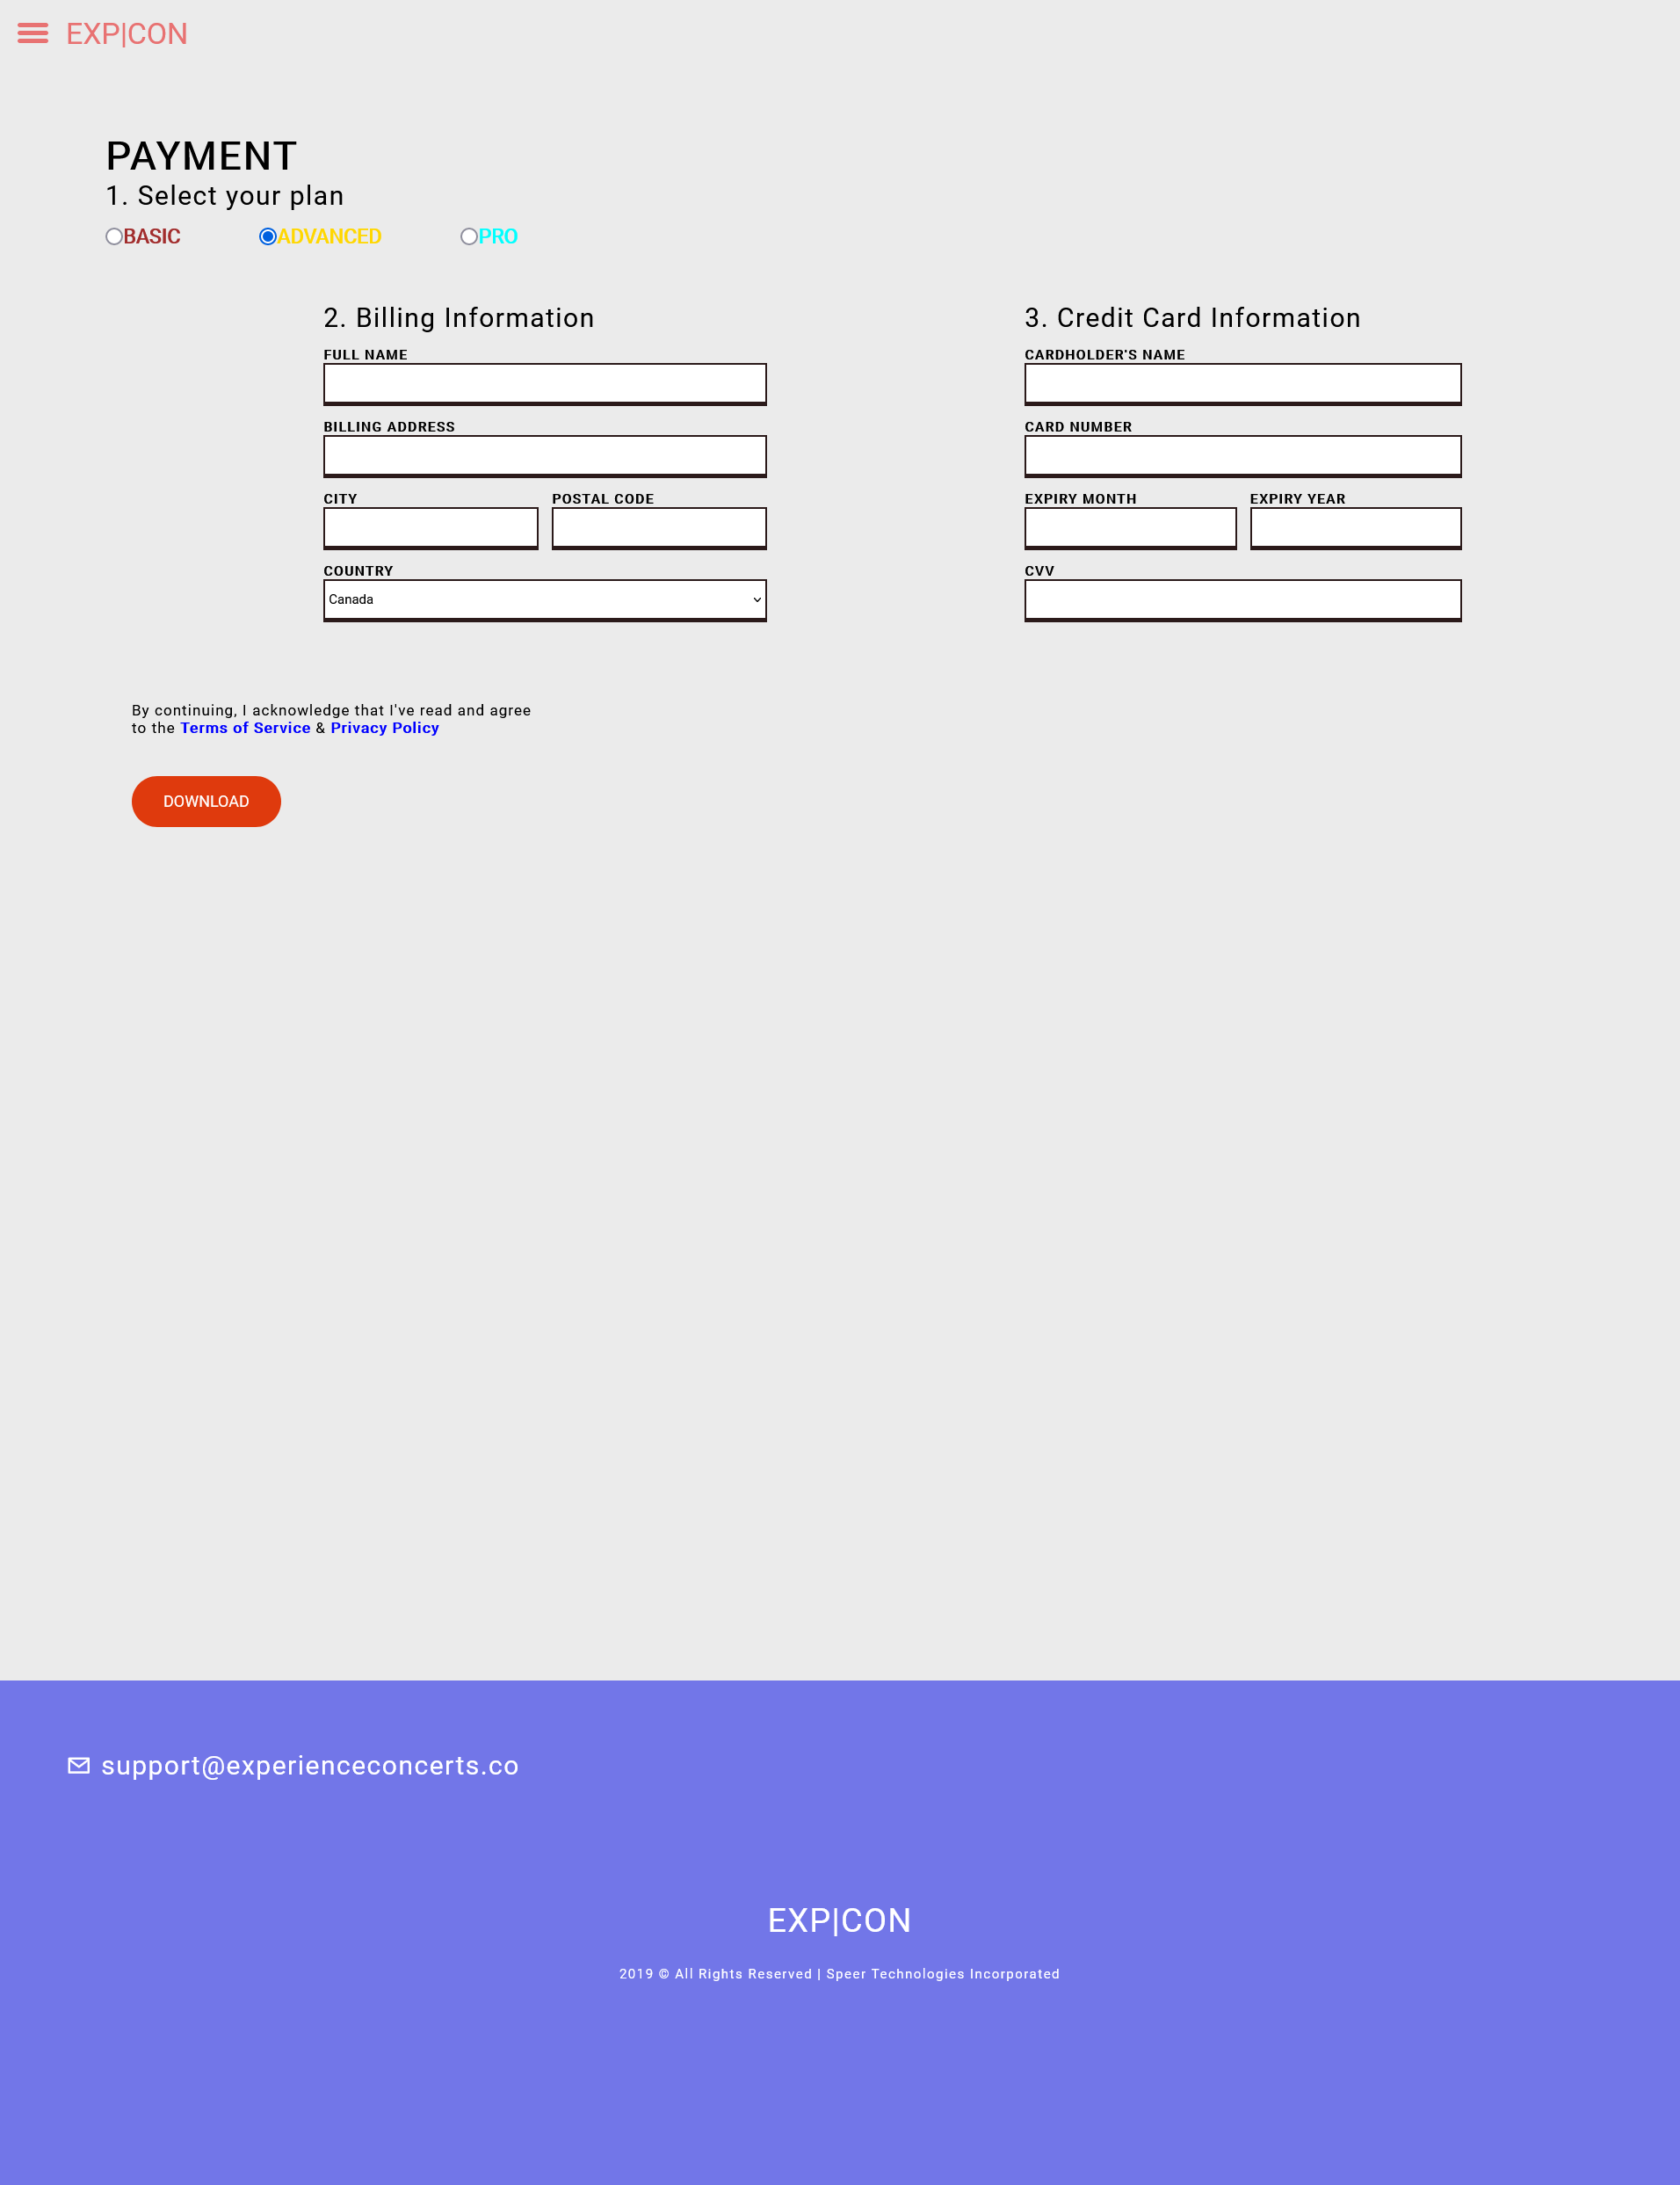 EXP|CON
PAYMENT
1. Select your plan
BASIC ADVANCED PRO
2. Billing Information
FULL NAME
BILLING ADDRESS
CITY POSTAL CODE
COUNTRY
Canada
3. Credit Card Information
CARDHOLDER'S NAME
CARD NUMBER
EXPIRY MONTH EXPIRY YEAR
CVV
By continuing, I acknowledge that I've read and agree
to the Terms of Service & Privacy Policy
DOWNLOAD
support@experienceconcerts.co
EXP|CON
2019 © All Rights Reserved | Speer Technologies Incorporated